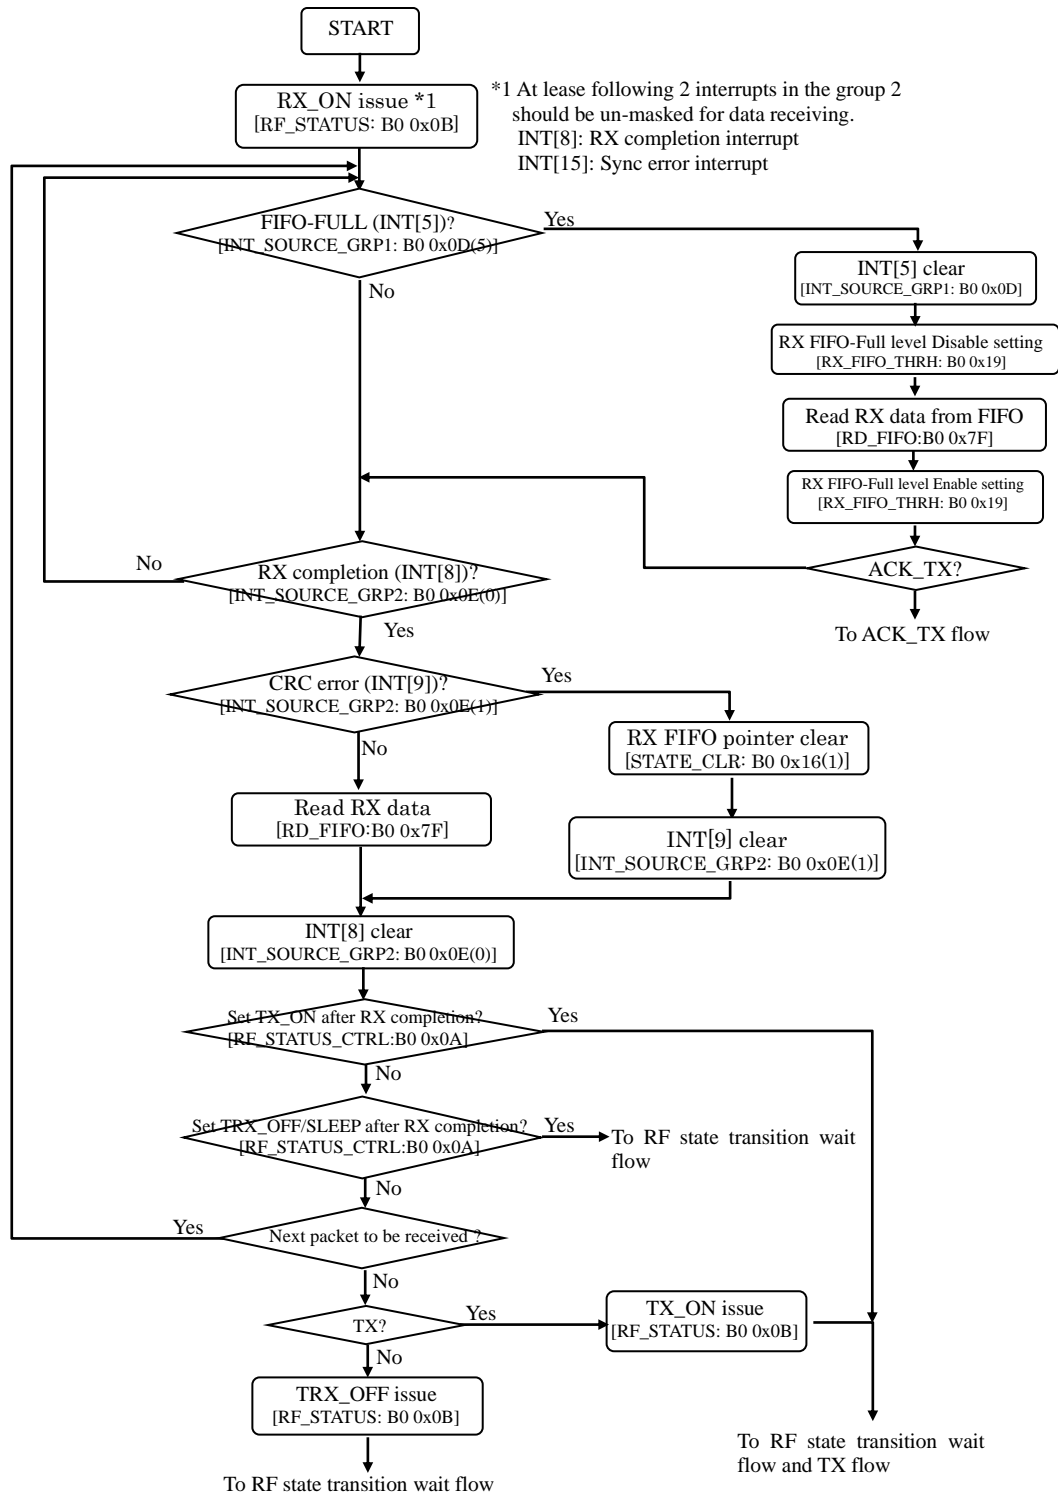 START
RX_ON issue *1
[RF_STATUS: B0 0x0B]
*1 At lease following 2 interrupts in the group 2
should be un-masked for data receiving.
INT[8]: RX completion interrupt
INT[15]: Sync error interrupt
FIFO-FULL (INT[5])?
[INT_SOURCE_GRP1: B0 0x0D(5)]
Yes
No
INT[5] clear
[INT_SOURCE_GRP1: B0 0x0D]
RX FIFO-Full level Disable setting
[RX_FIFO_THRH: B0 0x19]
Read RX data from FIFO
[RD_FIFO:B0 0x7F]
RX FIFO-Full level Enable setting
[RX_FIFO_THRH: B0 0x19]
ACK_TX?
To ACK_TX flow
No
RX completion (INT[8])?
[INT_SOURCE_GRP2: B0 0x0E(0)]
Yes
CRC error (INT[9])?
[INT_SOURCE_GRP2: B0 0x0E(1)]
Yes
No
RX FIFO pointer clear
[STATE_CLR: B0 0x16(1)]
Read RX data
[RD_FIFO:B0 0x7F]
INT[9] clear
[INT_SOURCE_GRP2: B0 0x0E(1)]
INT[8] clear
[INT_SOURCE_GRP2: B0 0x0E(0)]
Set TX_ON after RX completion?
[RF_STATUS_CTRL:B0 0x0A]
Yes
No
Set TRX_OFF/SLEEP after RX completion?
[RF_STATUS_CTRL:B0 0x0A]
Yes
To RF state transition wait
flow
No
Yes
Next packet to be received ?
No
TX?
Yes
TX_ON issue
[RF_STATUS: B0 0x0B]
No
TRX_OFF issue
[RF_STATUS: B0 0x0B]
To RF state transition wait
flow and TX flow
To RF state transition wait flow